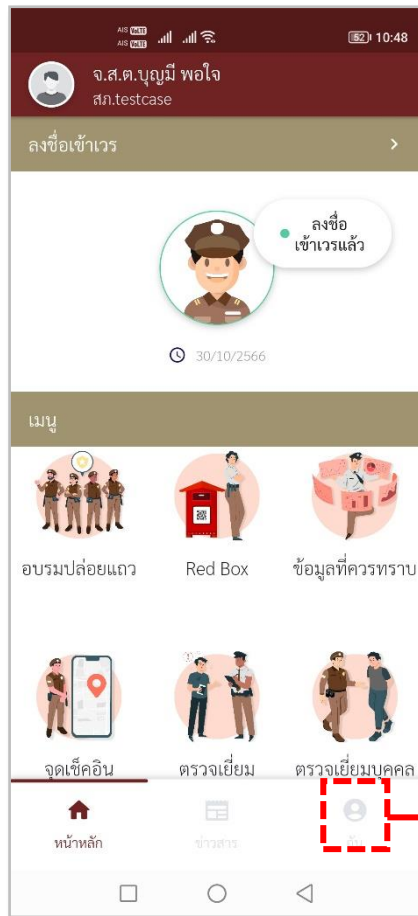 AIS VoLTE
AIS VoLTE
52 10:48
จ.ส.ต.บุญมี พอใจ
สภ.testcase
ลงชื่อเข้าเวร
ลงชื่อ
เข้าเวรแล้ว
30/10/2566
เมนู
อบรมปล่อยแถว Red Box ข้อมูลที่ควรทราบ
จุดเช็คอิน ตรวจเยี่ยม ตรวจเยี่ยมบุคคล
หน้าหลัก ข่าวสาร